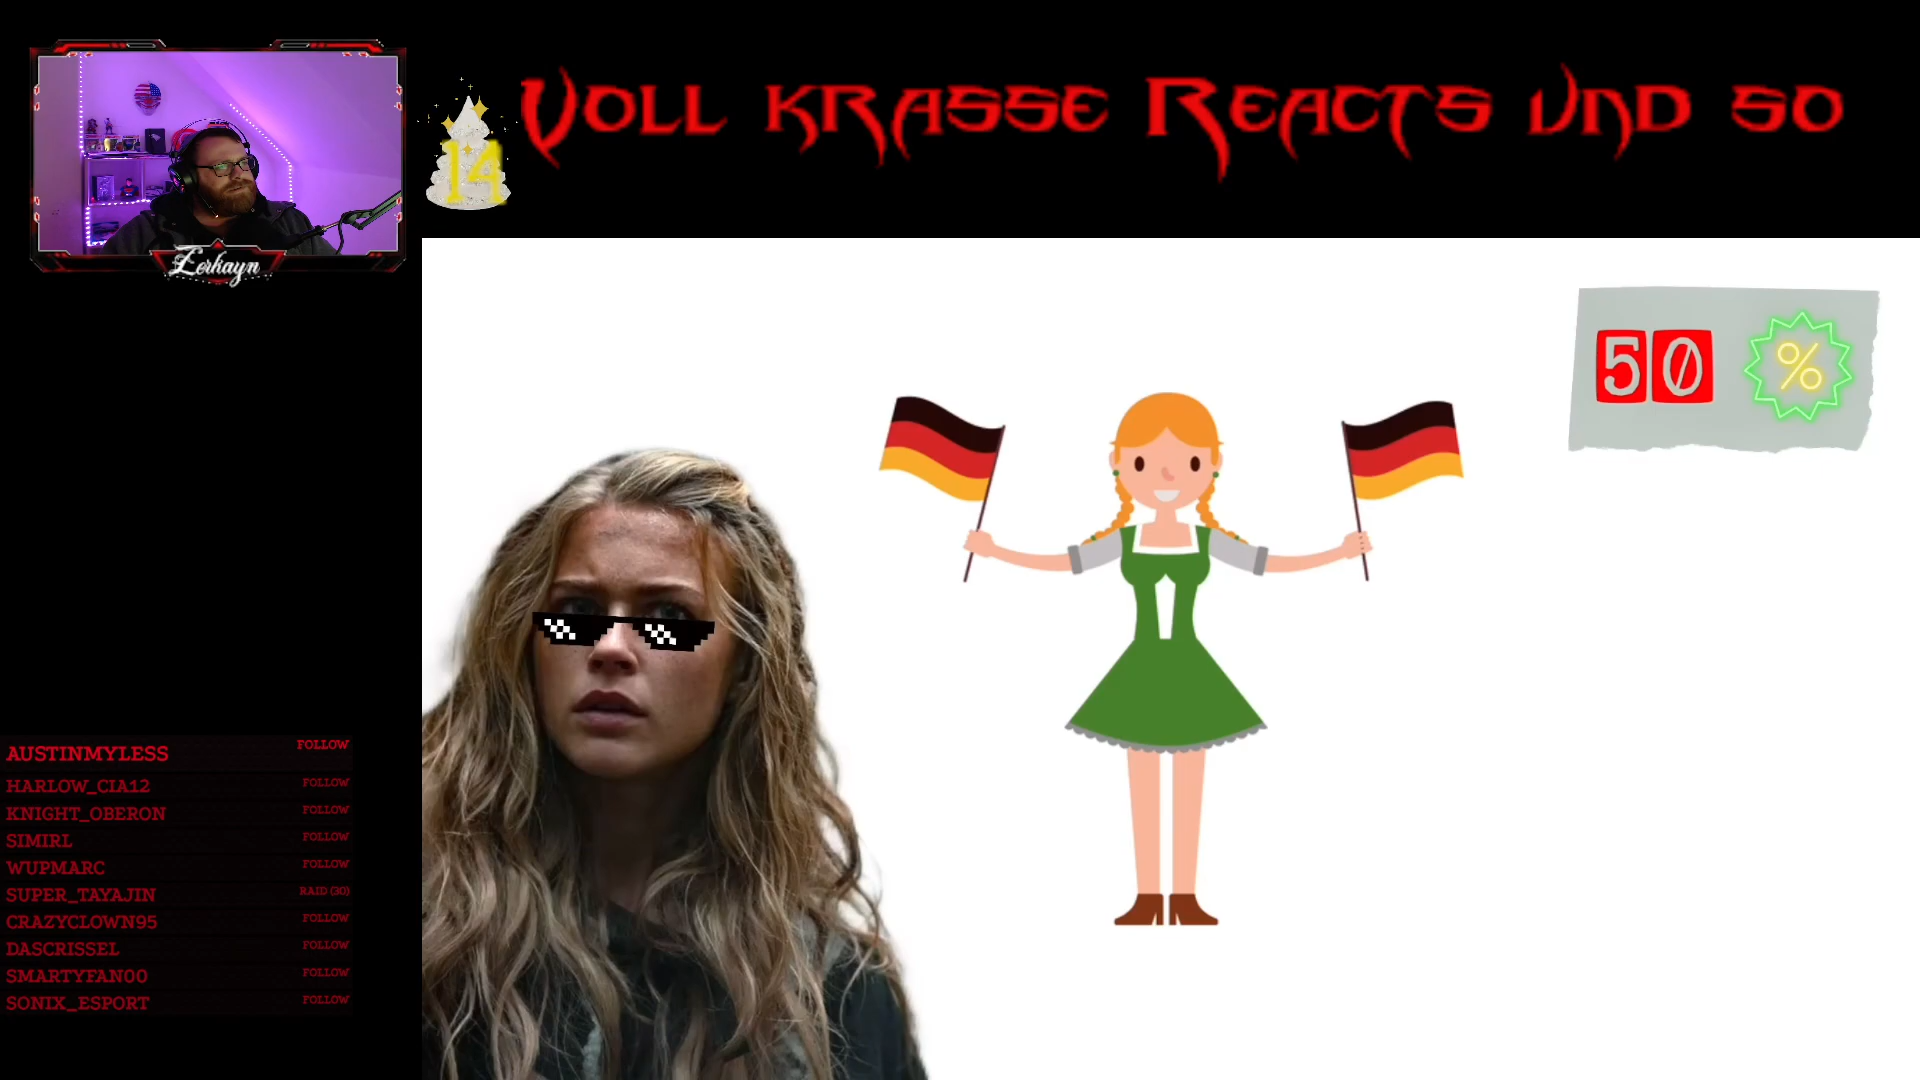 Voll krasse Reacts und so
14
Zerkayn
50 %
AUSTINMYLESS FOLLOW
HARLOW_CIA12 FOLLOW
KNIGHT_OBERON FOLLOW
SIMIRL FOLLOW
WUPMARC FOLLOW
SUPER_TAYAJIN RAID (30)
CRAZYCLOWN95 FOLLOW
DASCRISSEL FOLLOW
SMARTYFAN00 FOLLOW
SONIX_ESPORT FOLLOW